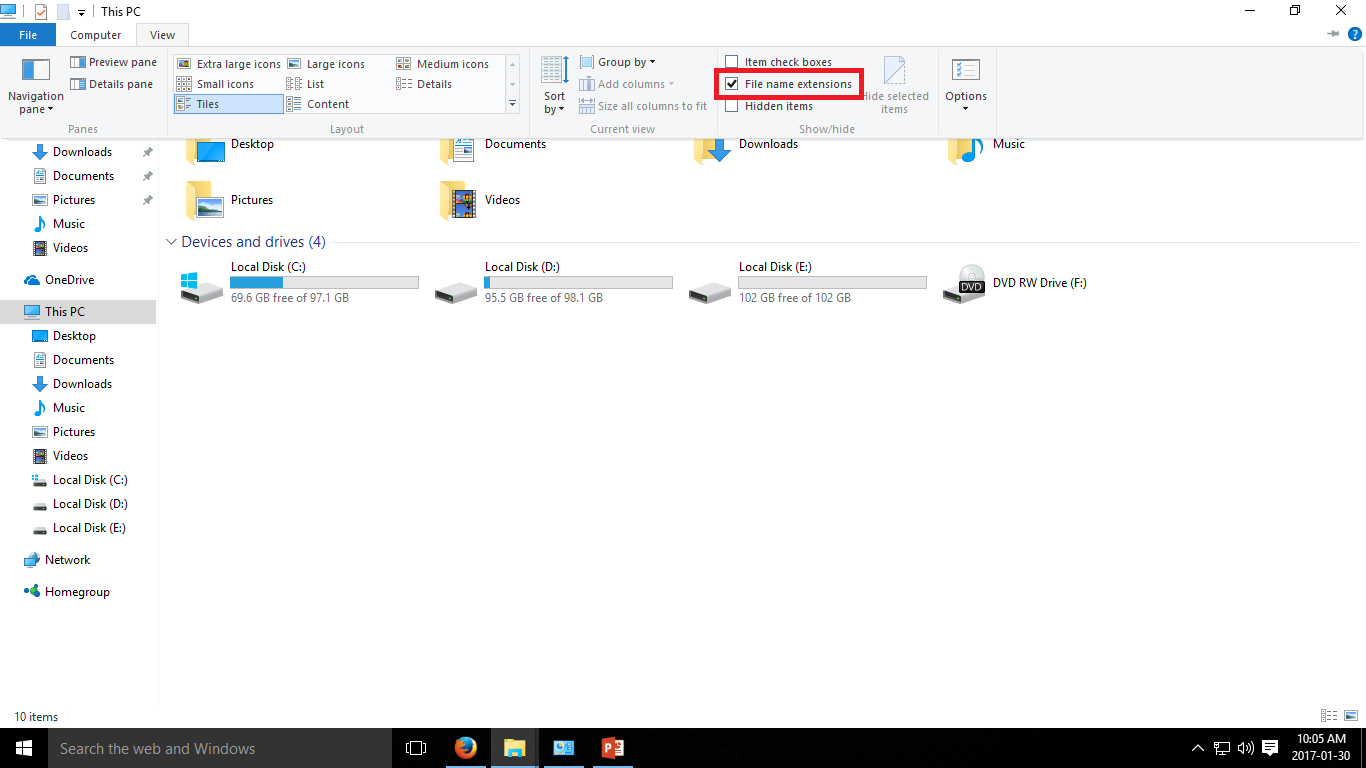 This PC
File Computer View
Navigation pane
Preview pane
Details pane
Panes
Extra large icons Large icons Medium icons
Small icons List Details
Tiles Content
Layout
Sort by
Group by
Add columns
Size all columns to fit
Current view
Item check boxes
File name extensions
Hidden items
Hide selected items
Show/hide
Options
Downloads
Documents
Pictures
Music
Videos
OneDrive
This PC
Desktop
Documents
Downloads
Music
Pictures
Videos
Local Disk (C:)
Local Disk (D:)
Local Disk (E:)
Network
Homegroup
Desktop Documents Downloads Music
Pictures Videos
Devices and drives (4)
Local Disk (C:)
69.6 GB free of 97.1 GB
Local Disk (D:)
95.5 GB free of 98.1 GB
Local Disk (E:)
102 GB free of 102 GB
DVD
DVD RW Drive (F:)
10 items
Search the web and Windows
10:05 AM
2017-01-30